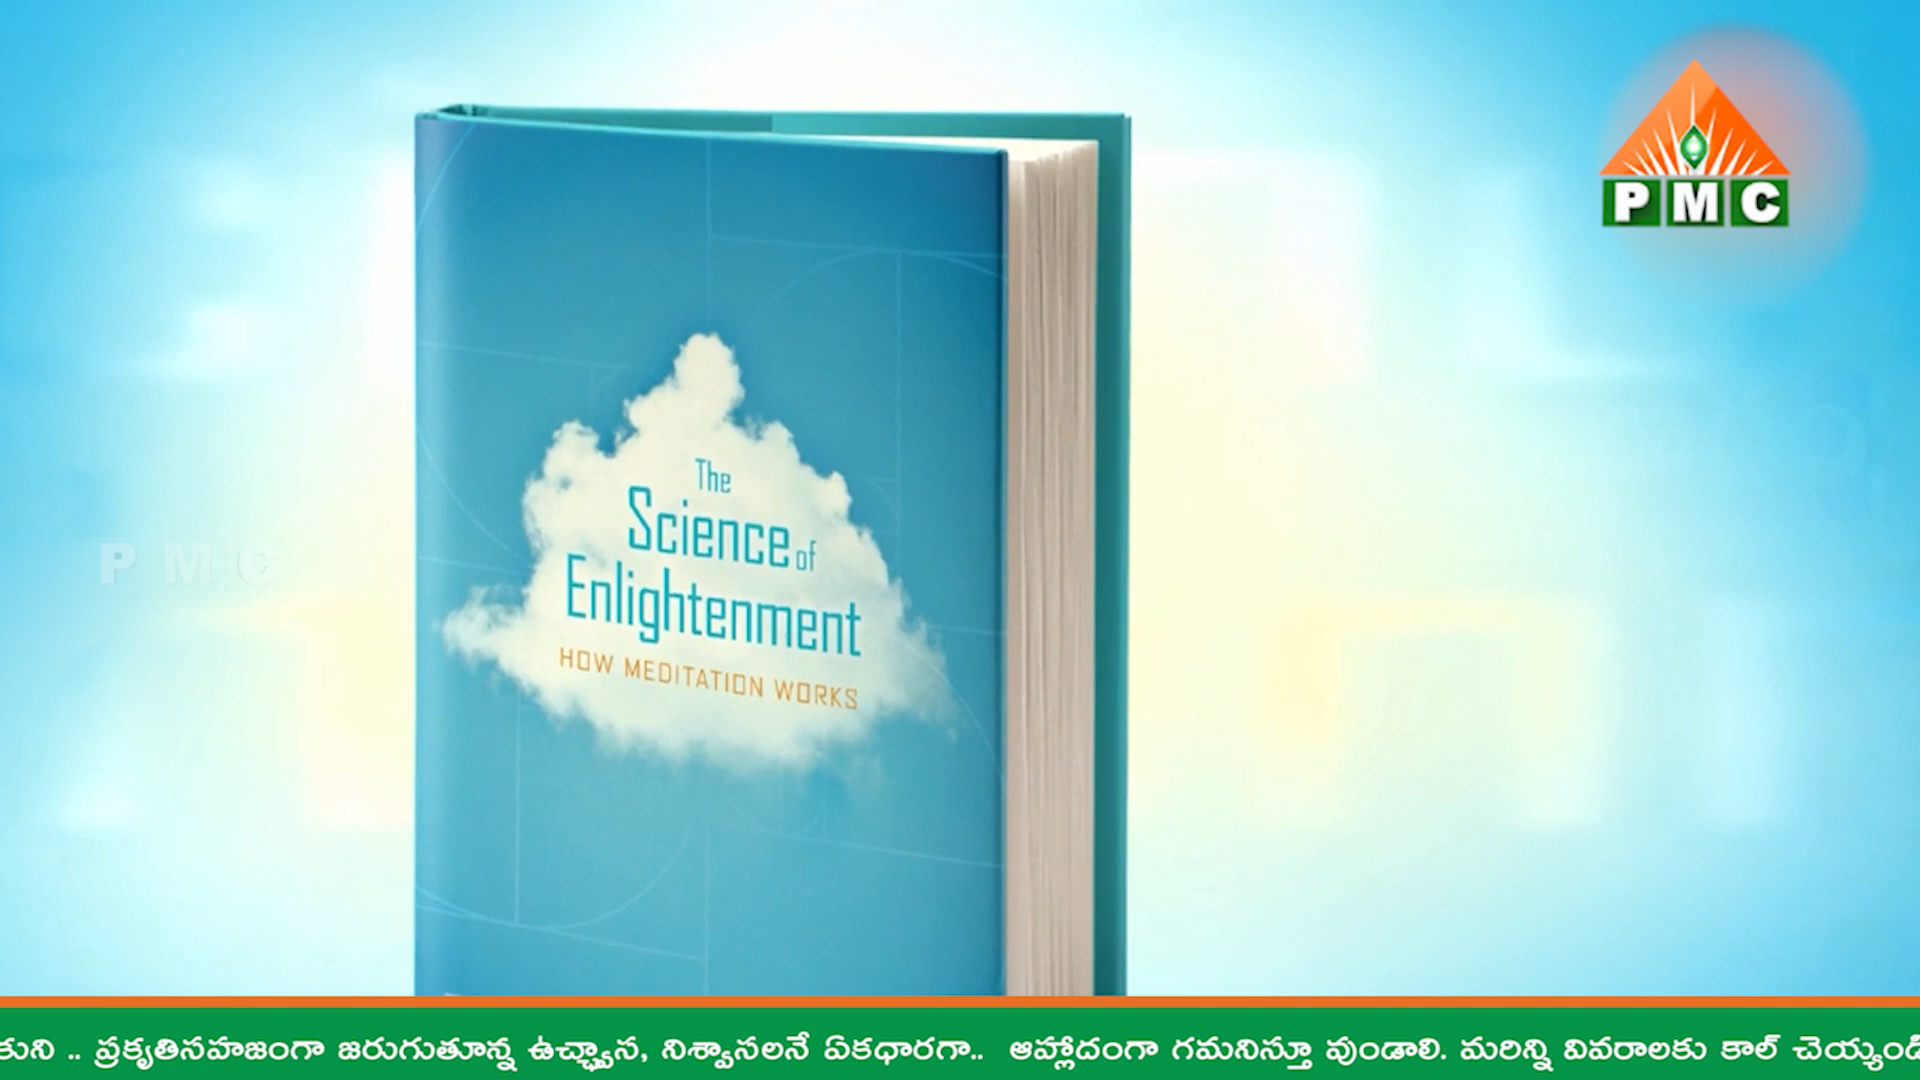 PMC
The
Science of
Enlightenment
HOW MEDITATION WORKS
PMC
కుని .. ప్రకృతిసహజంగా జరుగుతూన్న ఉచ్ఛ్వాస, నిశ్వాసలనే ఏకధారగా.. ఆహ్లాదంగా గమనిస్తూ వుండాలి. మరిన్ని వివరాలకు కాల్ చెయ్యండి